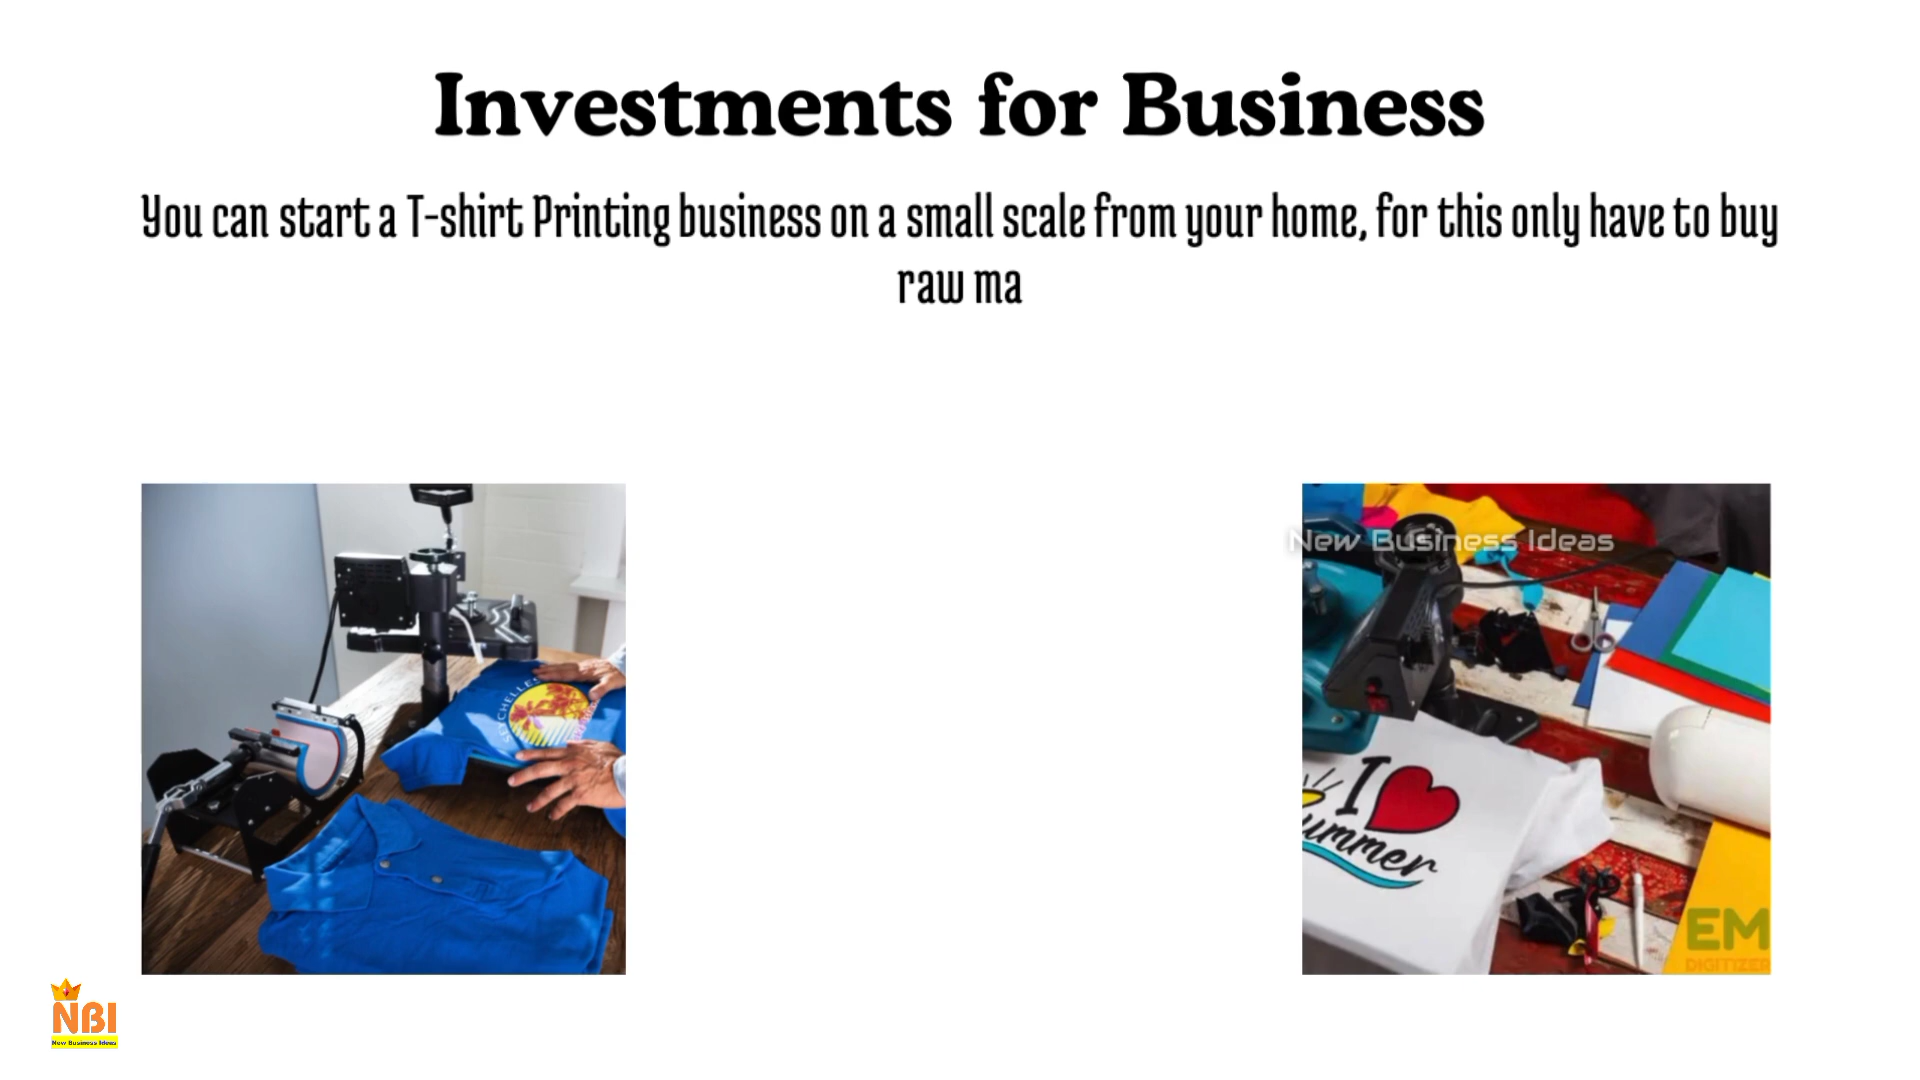 Investments for Business
You can start a T-shirt Printing business on a small scale from your home, for this only have to buy
raw ma
New Business Ideas
SEYCHELLES
I
ummer
EM
DIGITIZER
NBI
New Business Ideas